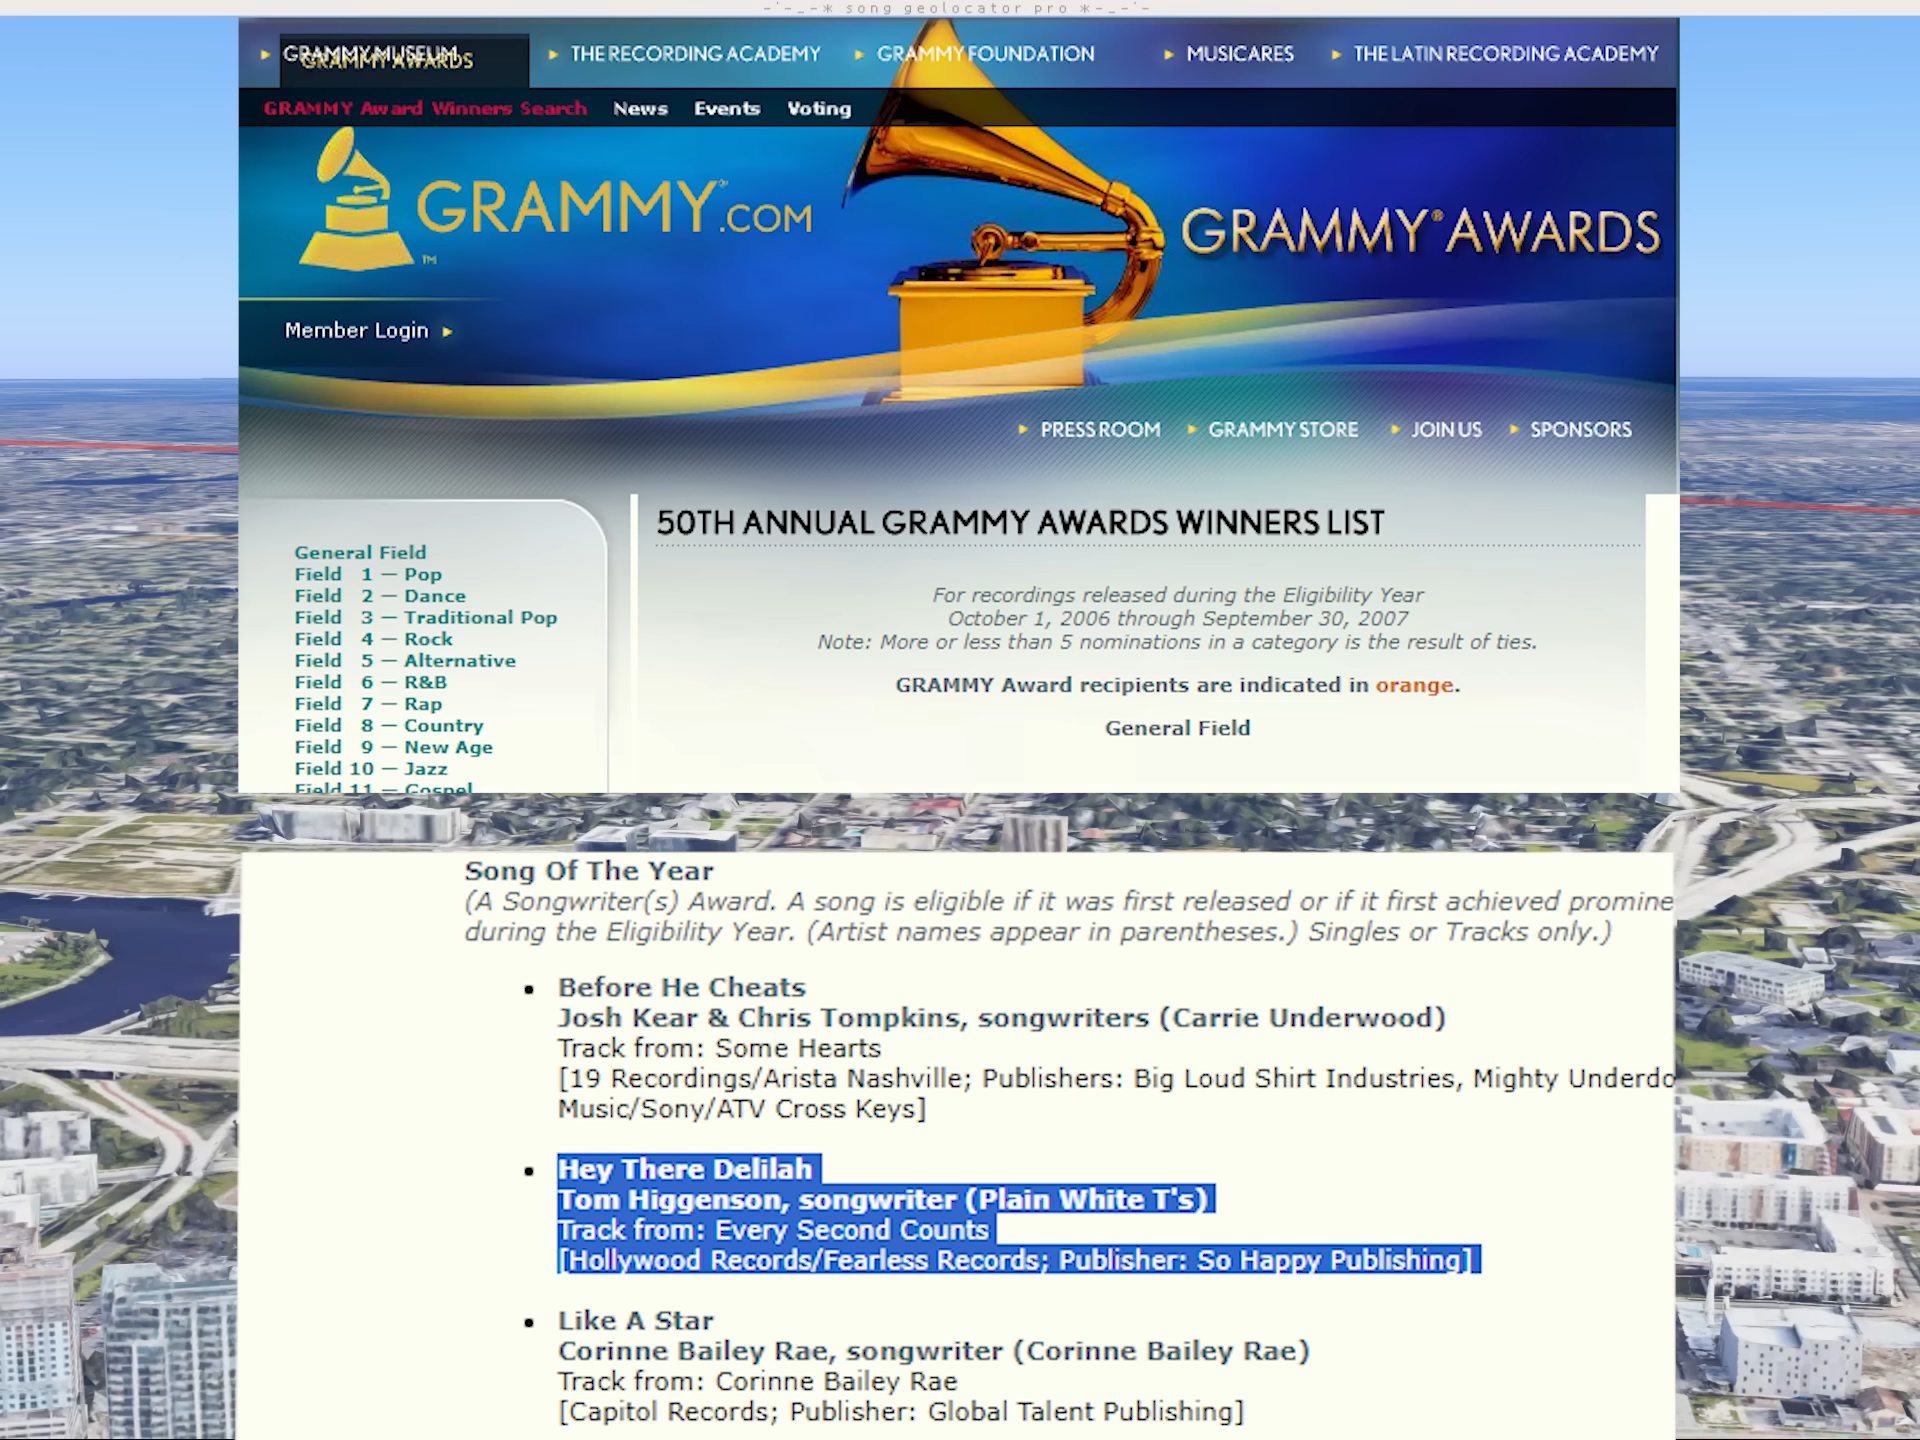 -'-_-* song geolocator pro *-_-'-
GRAMMY MUSEUM
GRAMMY AWARDS
THE RECORDING ACADEMY
GRAMMY FOUNDATION
MUSICARES
THE LATIN RECORDING ACADEMY
GRAMMY Award Winners Search News Events Voting
GRAMMY.COM
TM
GRAMMY® AWARDS
Member Login
PRESS ROOM GRAMMY STORE JOIN US SPONSORS
General Field
Field 1 — Pop
Field 2 — Dance
Field 3 — Traditional Pop
Field 4 — Rock
Field 5 — Alternative
Field 6 — R&B
Field 7 — Rap
Field 8 — Country
Field 9 — New Age
Field 10 — Jazz
Field 11 — Gospel
50TH ANNUAL GRAMMY AWARDS WINNERS LIST
For recordings released during the Eligibility Year
October 1, 2006 through September 30, 2007
Note: More or less than 5 nominations in a category is the result of ties.
GRAMMY Award recipients are indicated in orange.
General Field
Song Of The Year
(A Songwriter(s) Award. A song is eligible if it was first released or if it first achieved promine
during the Eligibility Year. (Artist names appear in parentheses.) Singles or Tracks only.)
• Before He Cheats
Josh Kear & Chris Tompkins, songwriters (Carrie Underwood)
Track from: Some Hearts
[19 Recordings/Arista Nashville; Publishers: Big Loud Shirt Industries, Mighty Underdo
Music/Sony/ATV Cross Keys]
• Hey There Delilah
Tom Higgenson, songwriter (Plain White T's)
Track from: Every Second Counts
[Hollywood Records/Fearless Records; Publisher: So Happy Publishing]
• Like A Star
Corinne Bailey Rae, songwriter (Corinne Bailey Rae)
Track from: Corinne Bailey Rae
[Capitol Records; Publisher: Global Talent Publishing]